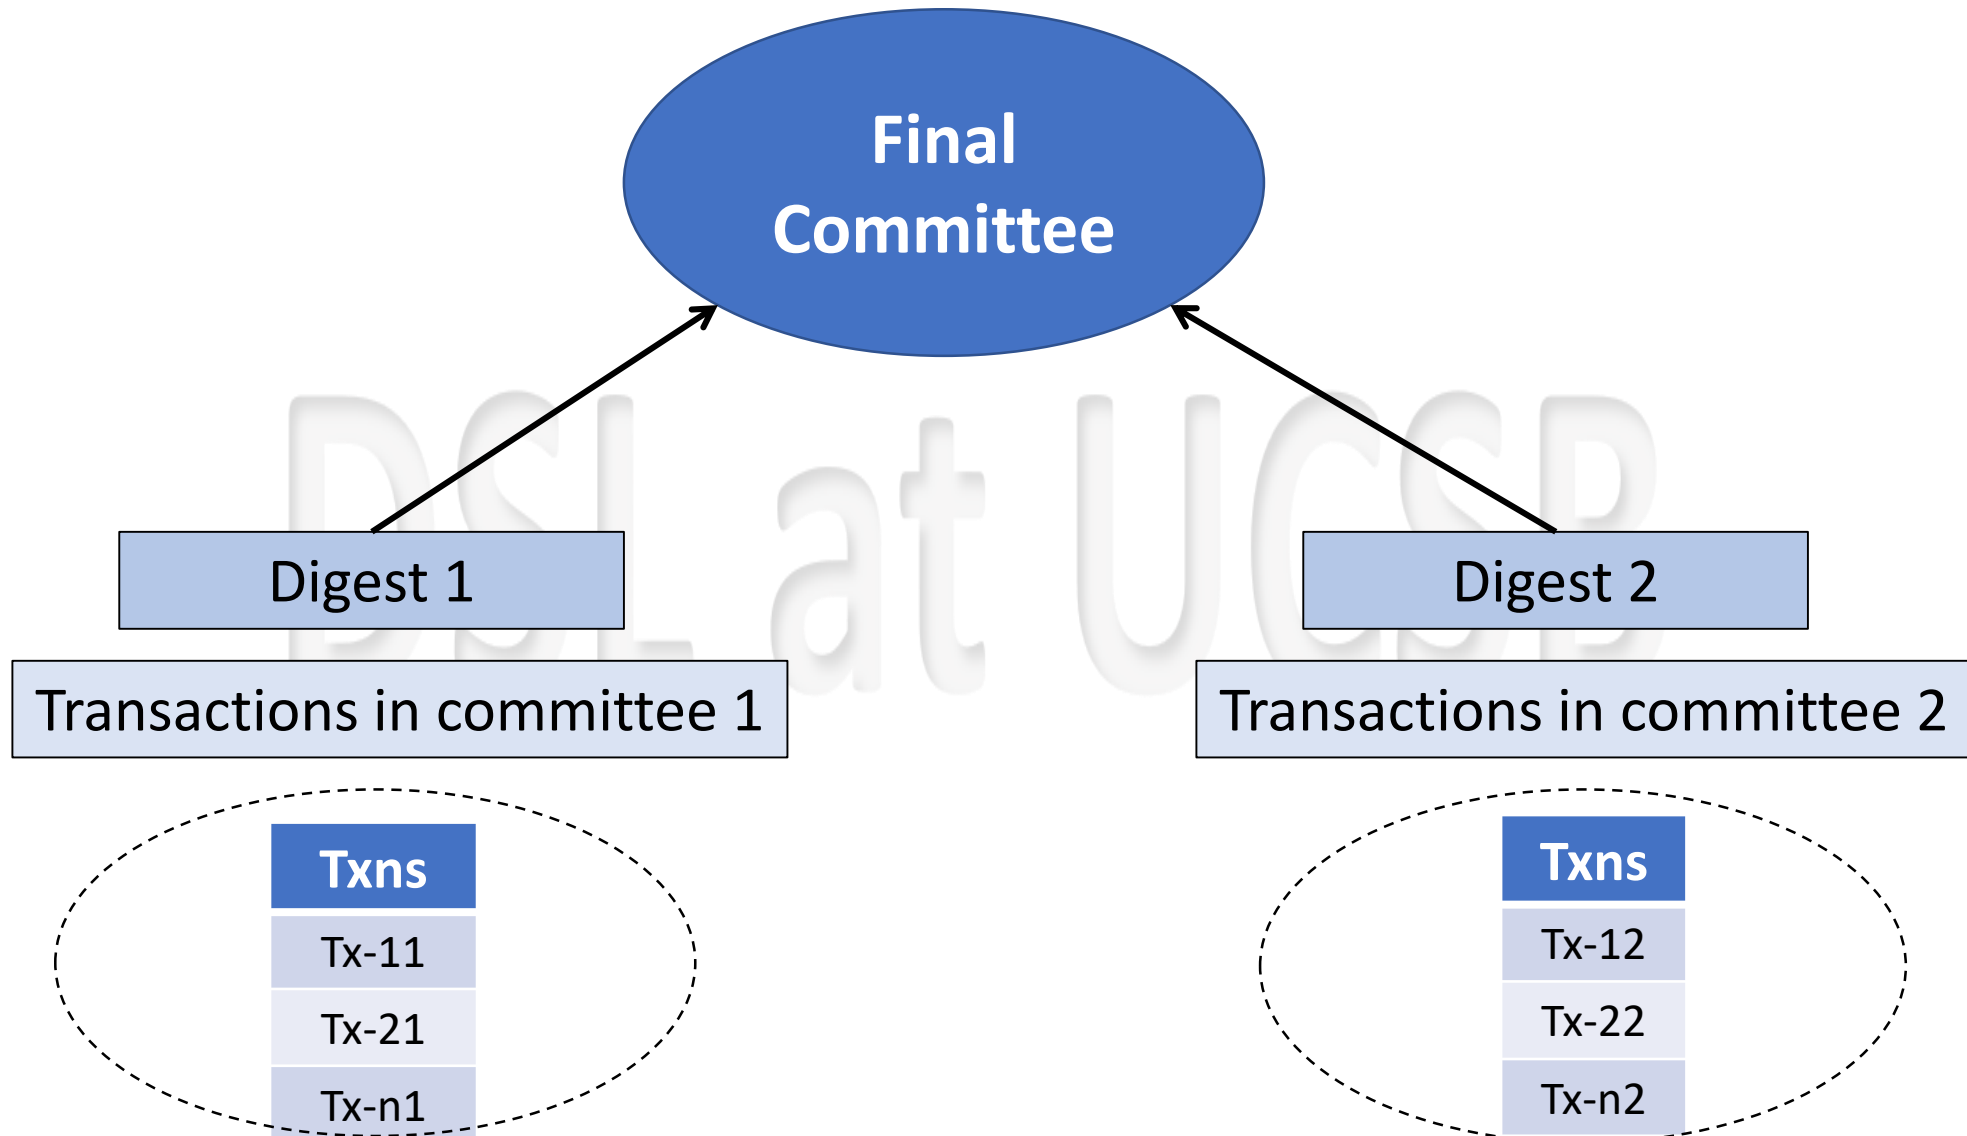 Final
Committee
DSL at UCSB
Digest 1
Digest 2
Transactions in committee 1
Transactions in committee 2
Txns
Tx-11
Tx-21
Tx-n1
Txns
Tx-12
Tx-22
Tx-n2